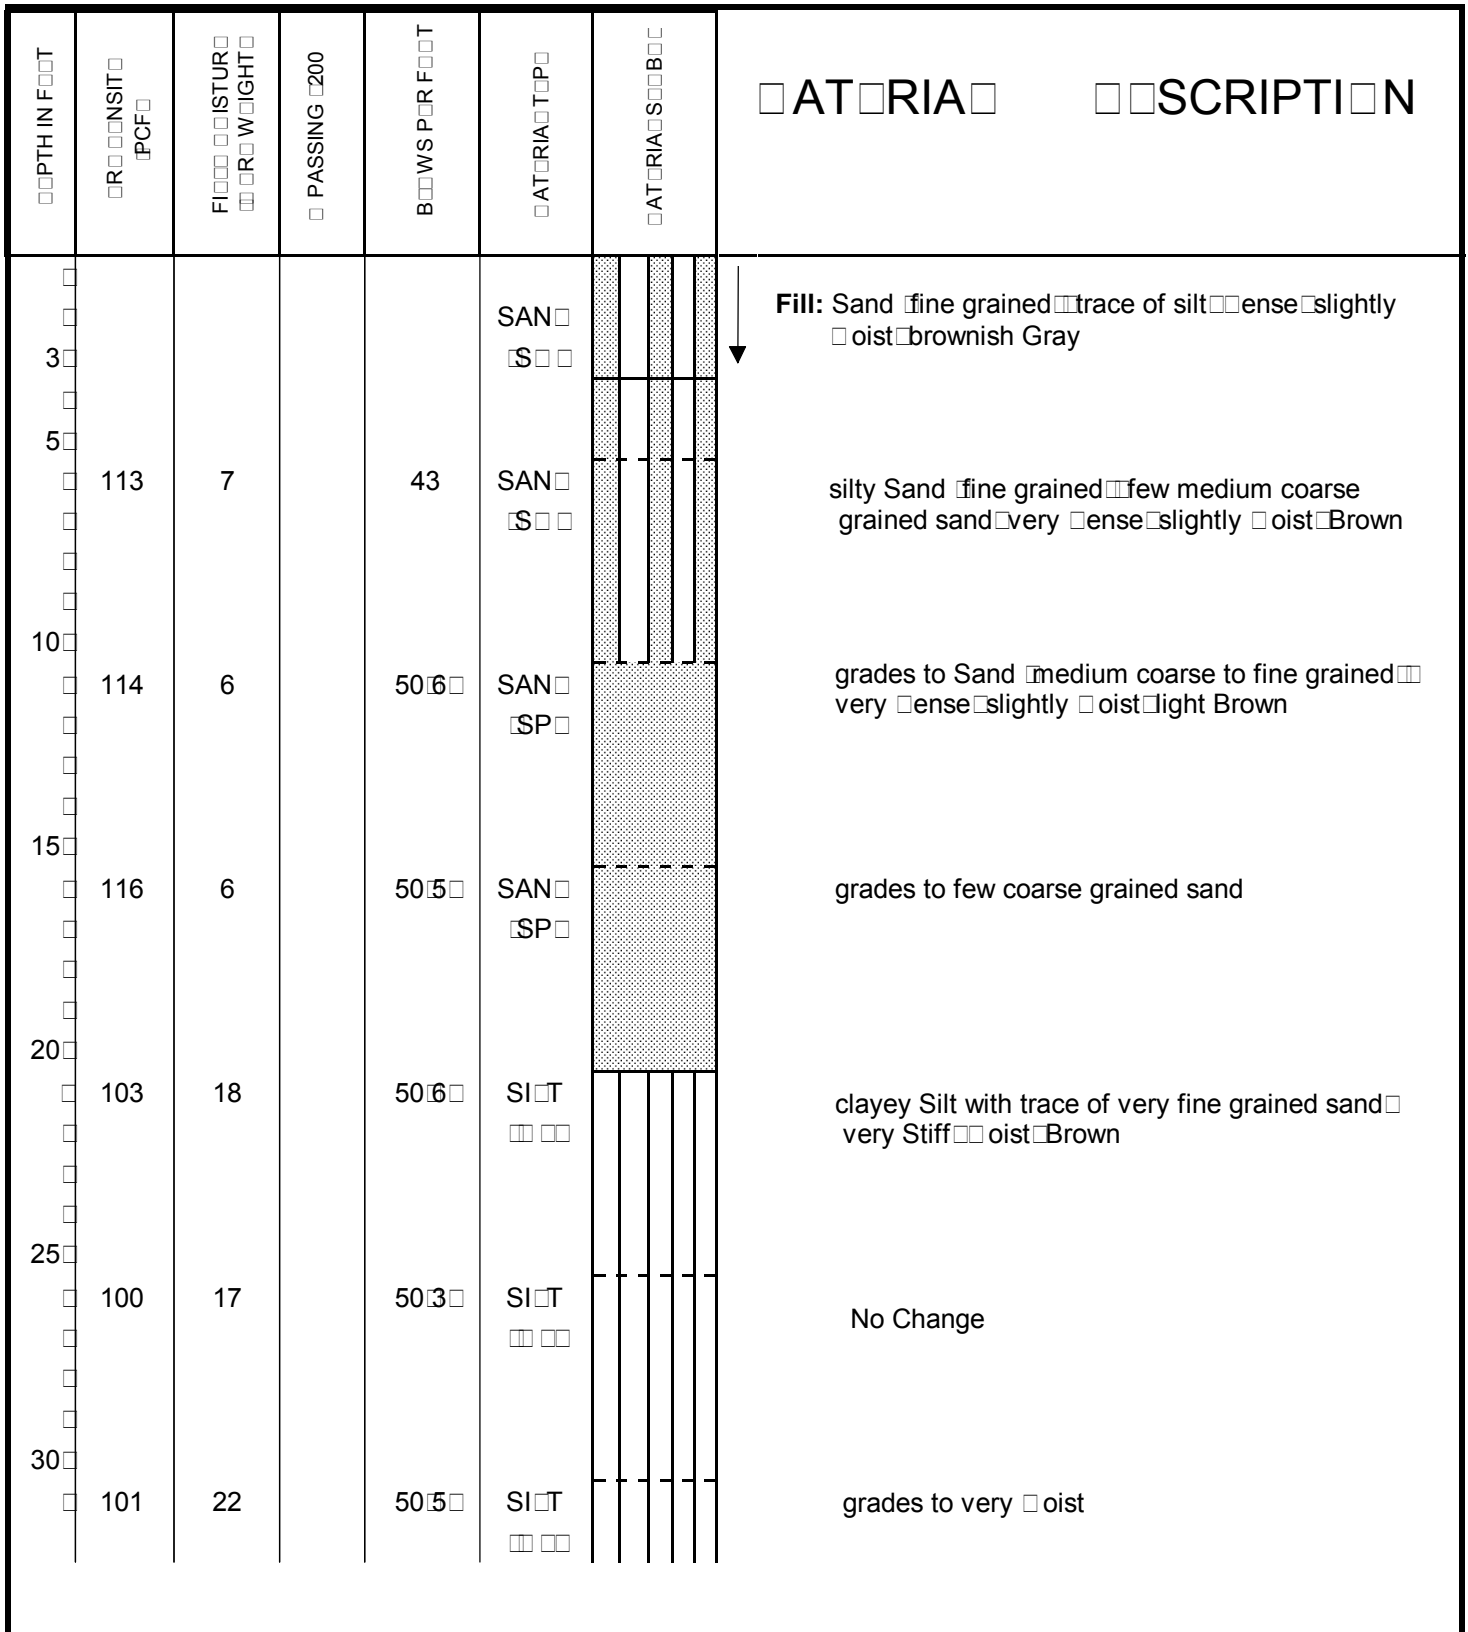 □□PTH IN F□□T
□R□ □□NSIT□
□PCF□
FI□□□ □□ISTUR□
□□ □R□ W□IGHT□
□ PASSING □200
B□□WS P□R F□□T
□AT□RIA□ T□P□
□AT□RIA□ S□□B□□
□AT□RIA□ □□SCRIPTI□N
SAN□
3□ □S□□
Fill: Sand □fine grained□□trace of silt□□ense□slightly
□oist□brownish Gray
5□
113 7 43 SAN□
□S□□
silty Sand □fine grained□□few medium coarse
grained sand□very □ense□slightly □oist□Brown
10□
114 6 50□6□ SAN□
□SP□
grades to Sand □medium coarse to fine grained□□
very □ense□slightly □oist□light Brown
15□
116 6 50□5□ SAN□ grades to few coarse grained sand
□SP□
20□
103 18 50□6□ SI□T
□□□□
clayey Silt with trace of very fine grained sand□
very Stiff□□oist□Brown
25□
100 17 50□3□ SI□T
□□□□
No Change
30□
101 22 50□5□ SI□T grades to very □oist
□□□□